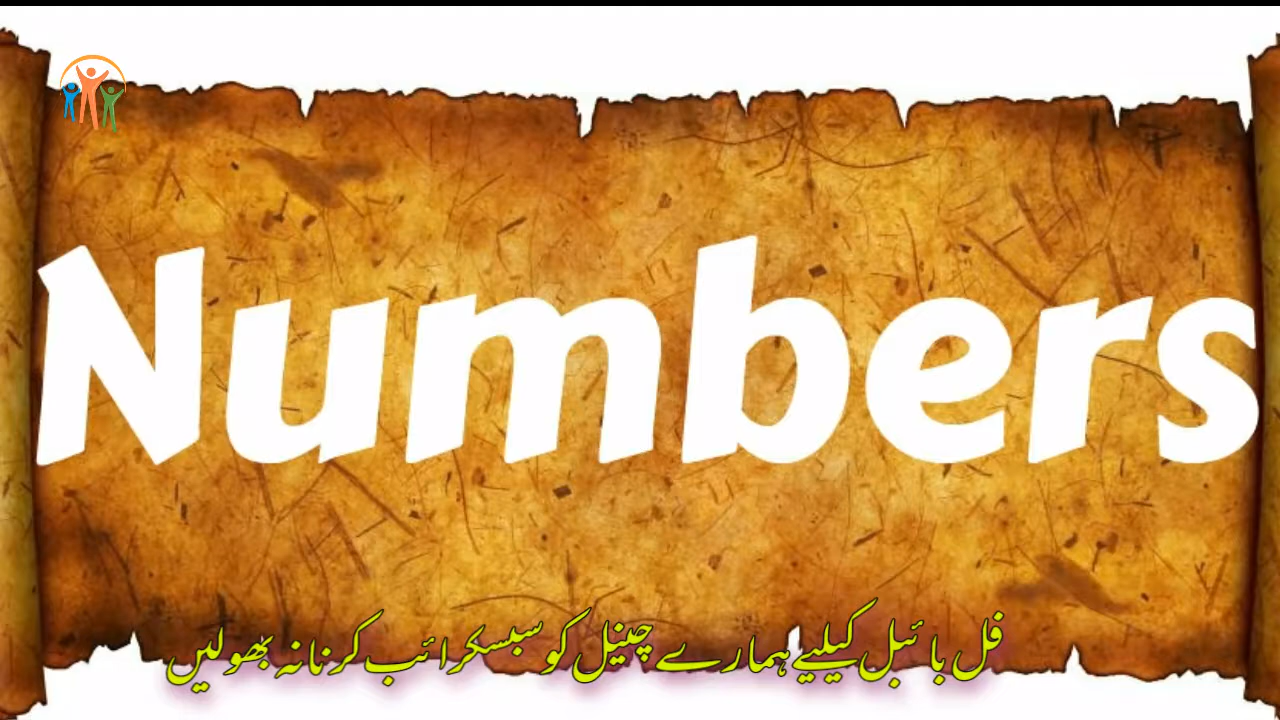 Numbers
فل بائبل کیلیے ہمارے چینل کو سبسکرائب کرنا نہ بھولیں